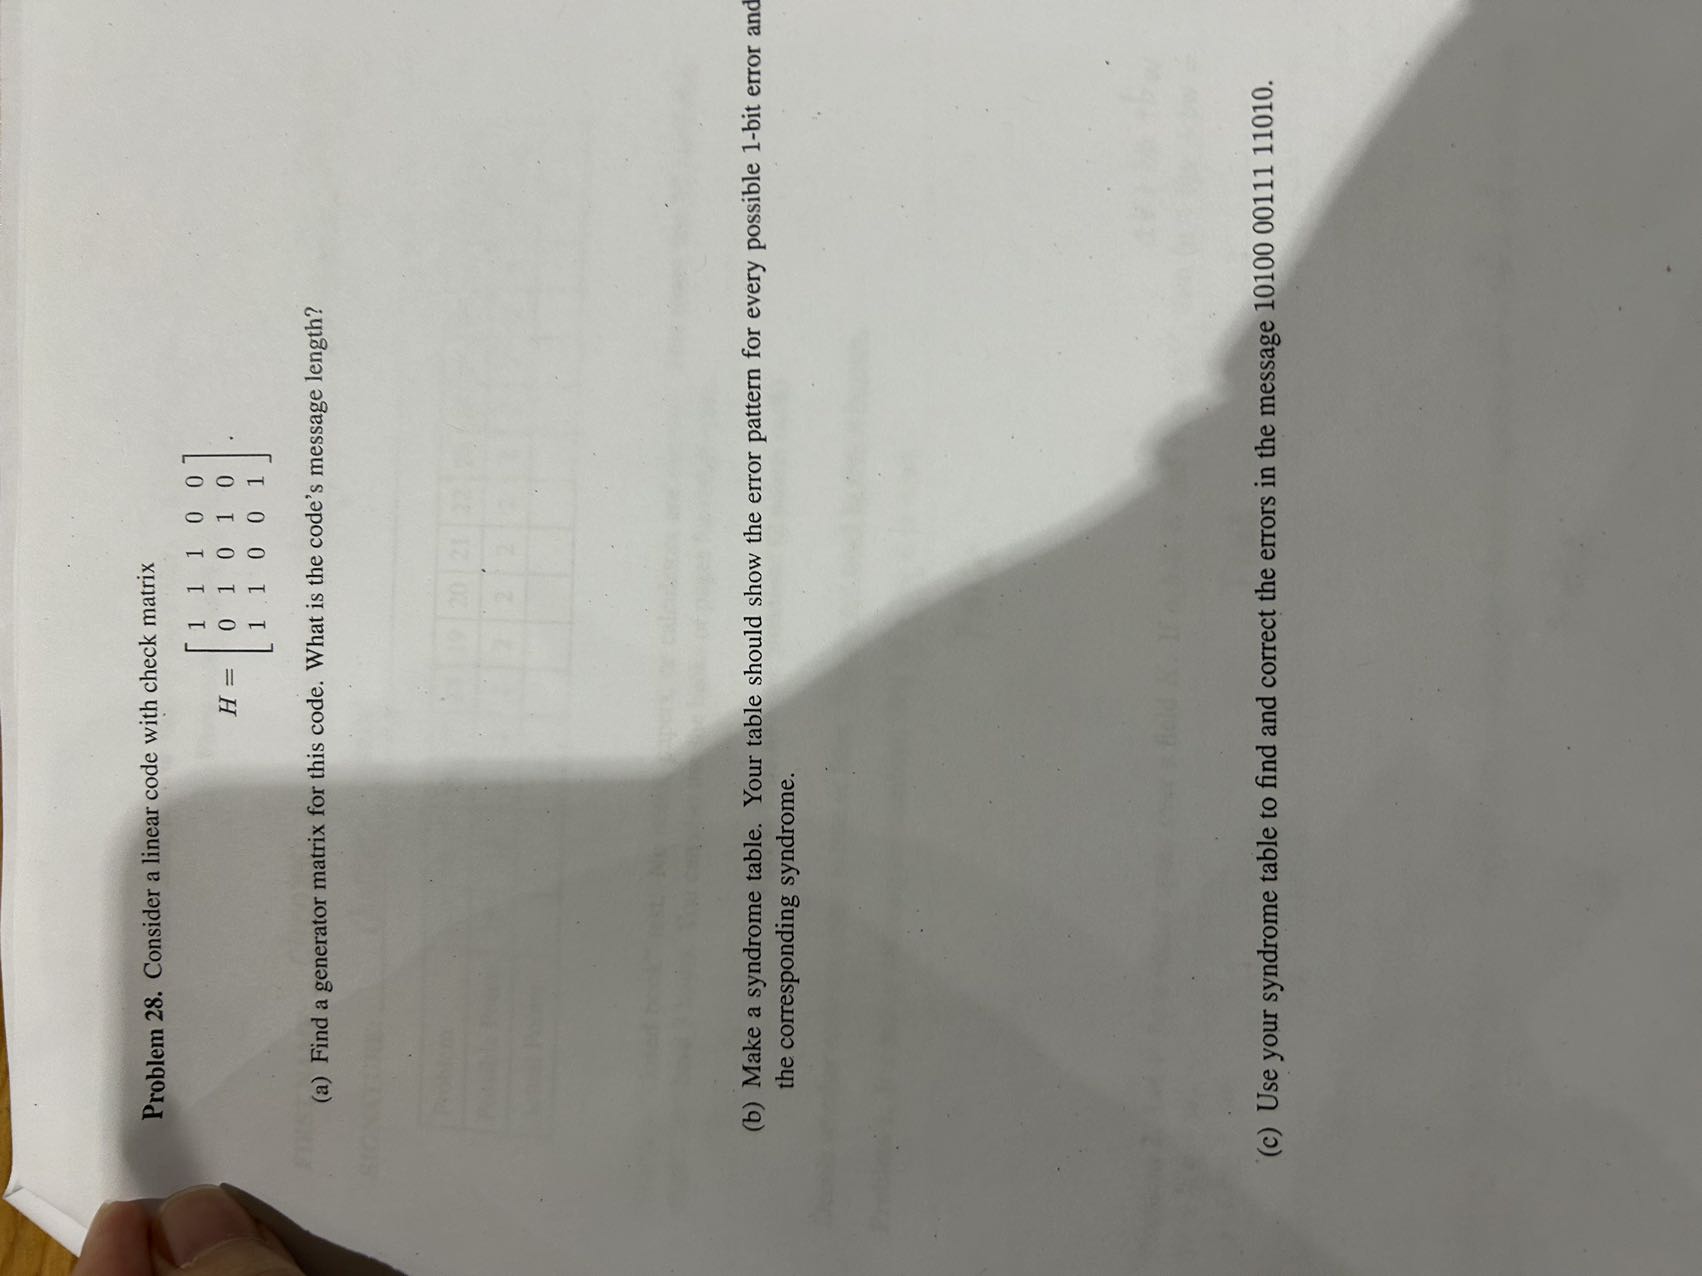 Problem 28. Consider a linear code with check matrix
H = [ 1 1 1 0 0
0 1 0 1 0
1 1 0 0 1 ].
(a) Find a generator matrix for this code. What is the code's message length?
(b) Make a syndrome table. Your table should show the error pattern for every possible 1-bit error and
the corresponding syndrome.
(c) Use your syndrome table to find and correct the errors in the message 10100 00111 11010.